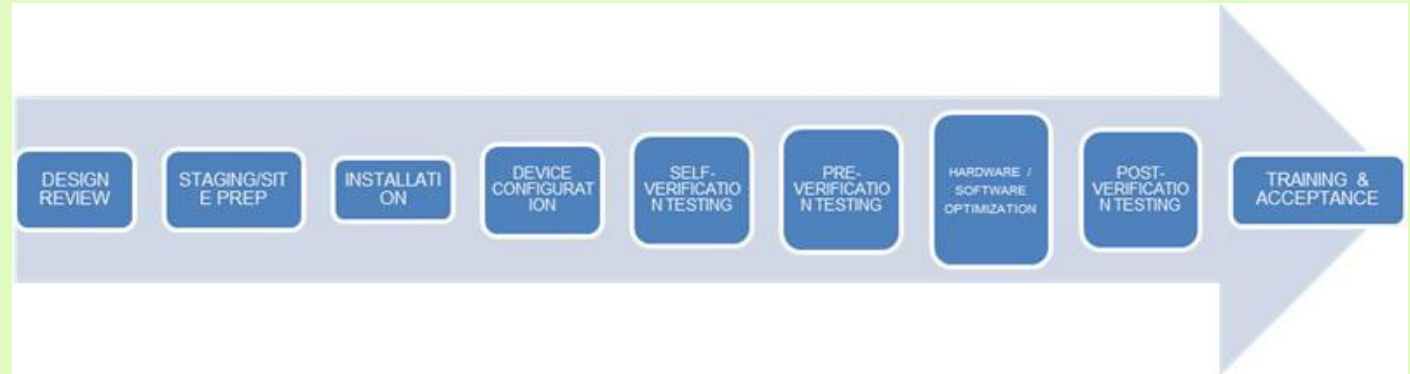 DESIGN
REVIEW
STAGING/SIT
E PREP
INSTALLATI
ON
DEVICE
CONFIGURAT
ION
SELF-
VERIFICATIO
N TESTING
PRE-
VERIFICATIO
N TESTING
HARDWARE /
SOFTWARE
OPTIMIZATION
POST-
VERIFICATIO
N TESTING
TRAINING &
ACCEPTANCE